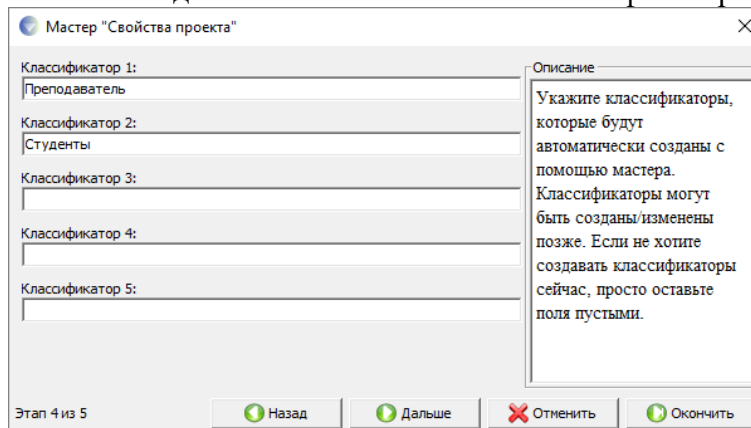 Мастер "Свойства проекта"
Классификатор 1:
Преподаватель
Классификатор 2:
Студенты
Классификатор 3:
Классификатор 4:
Классификатор 5:
Описание
Укажите классификаторы,
которые будут
автоматически созданы с
помощью мастера.
Классификаторы могут
быть созданы/изменены
позже. Если не хотите
создавать классификаторы
сейчас, просто оставьте
поля пустыми.
Этап 4 из 5
Назад
Дальше
Отменить
Окончить